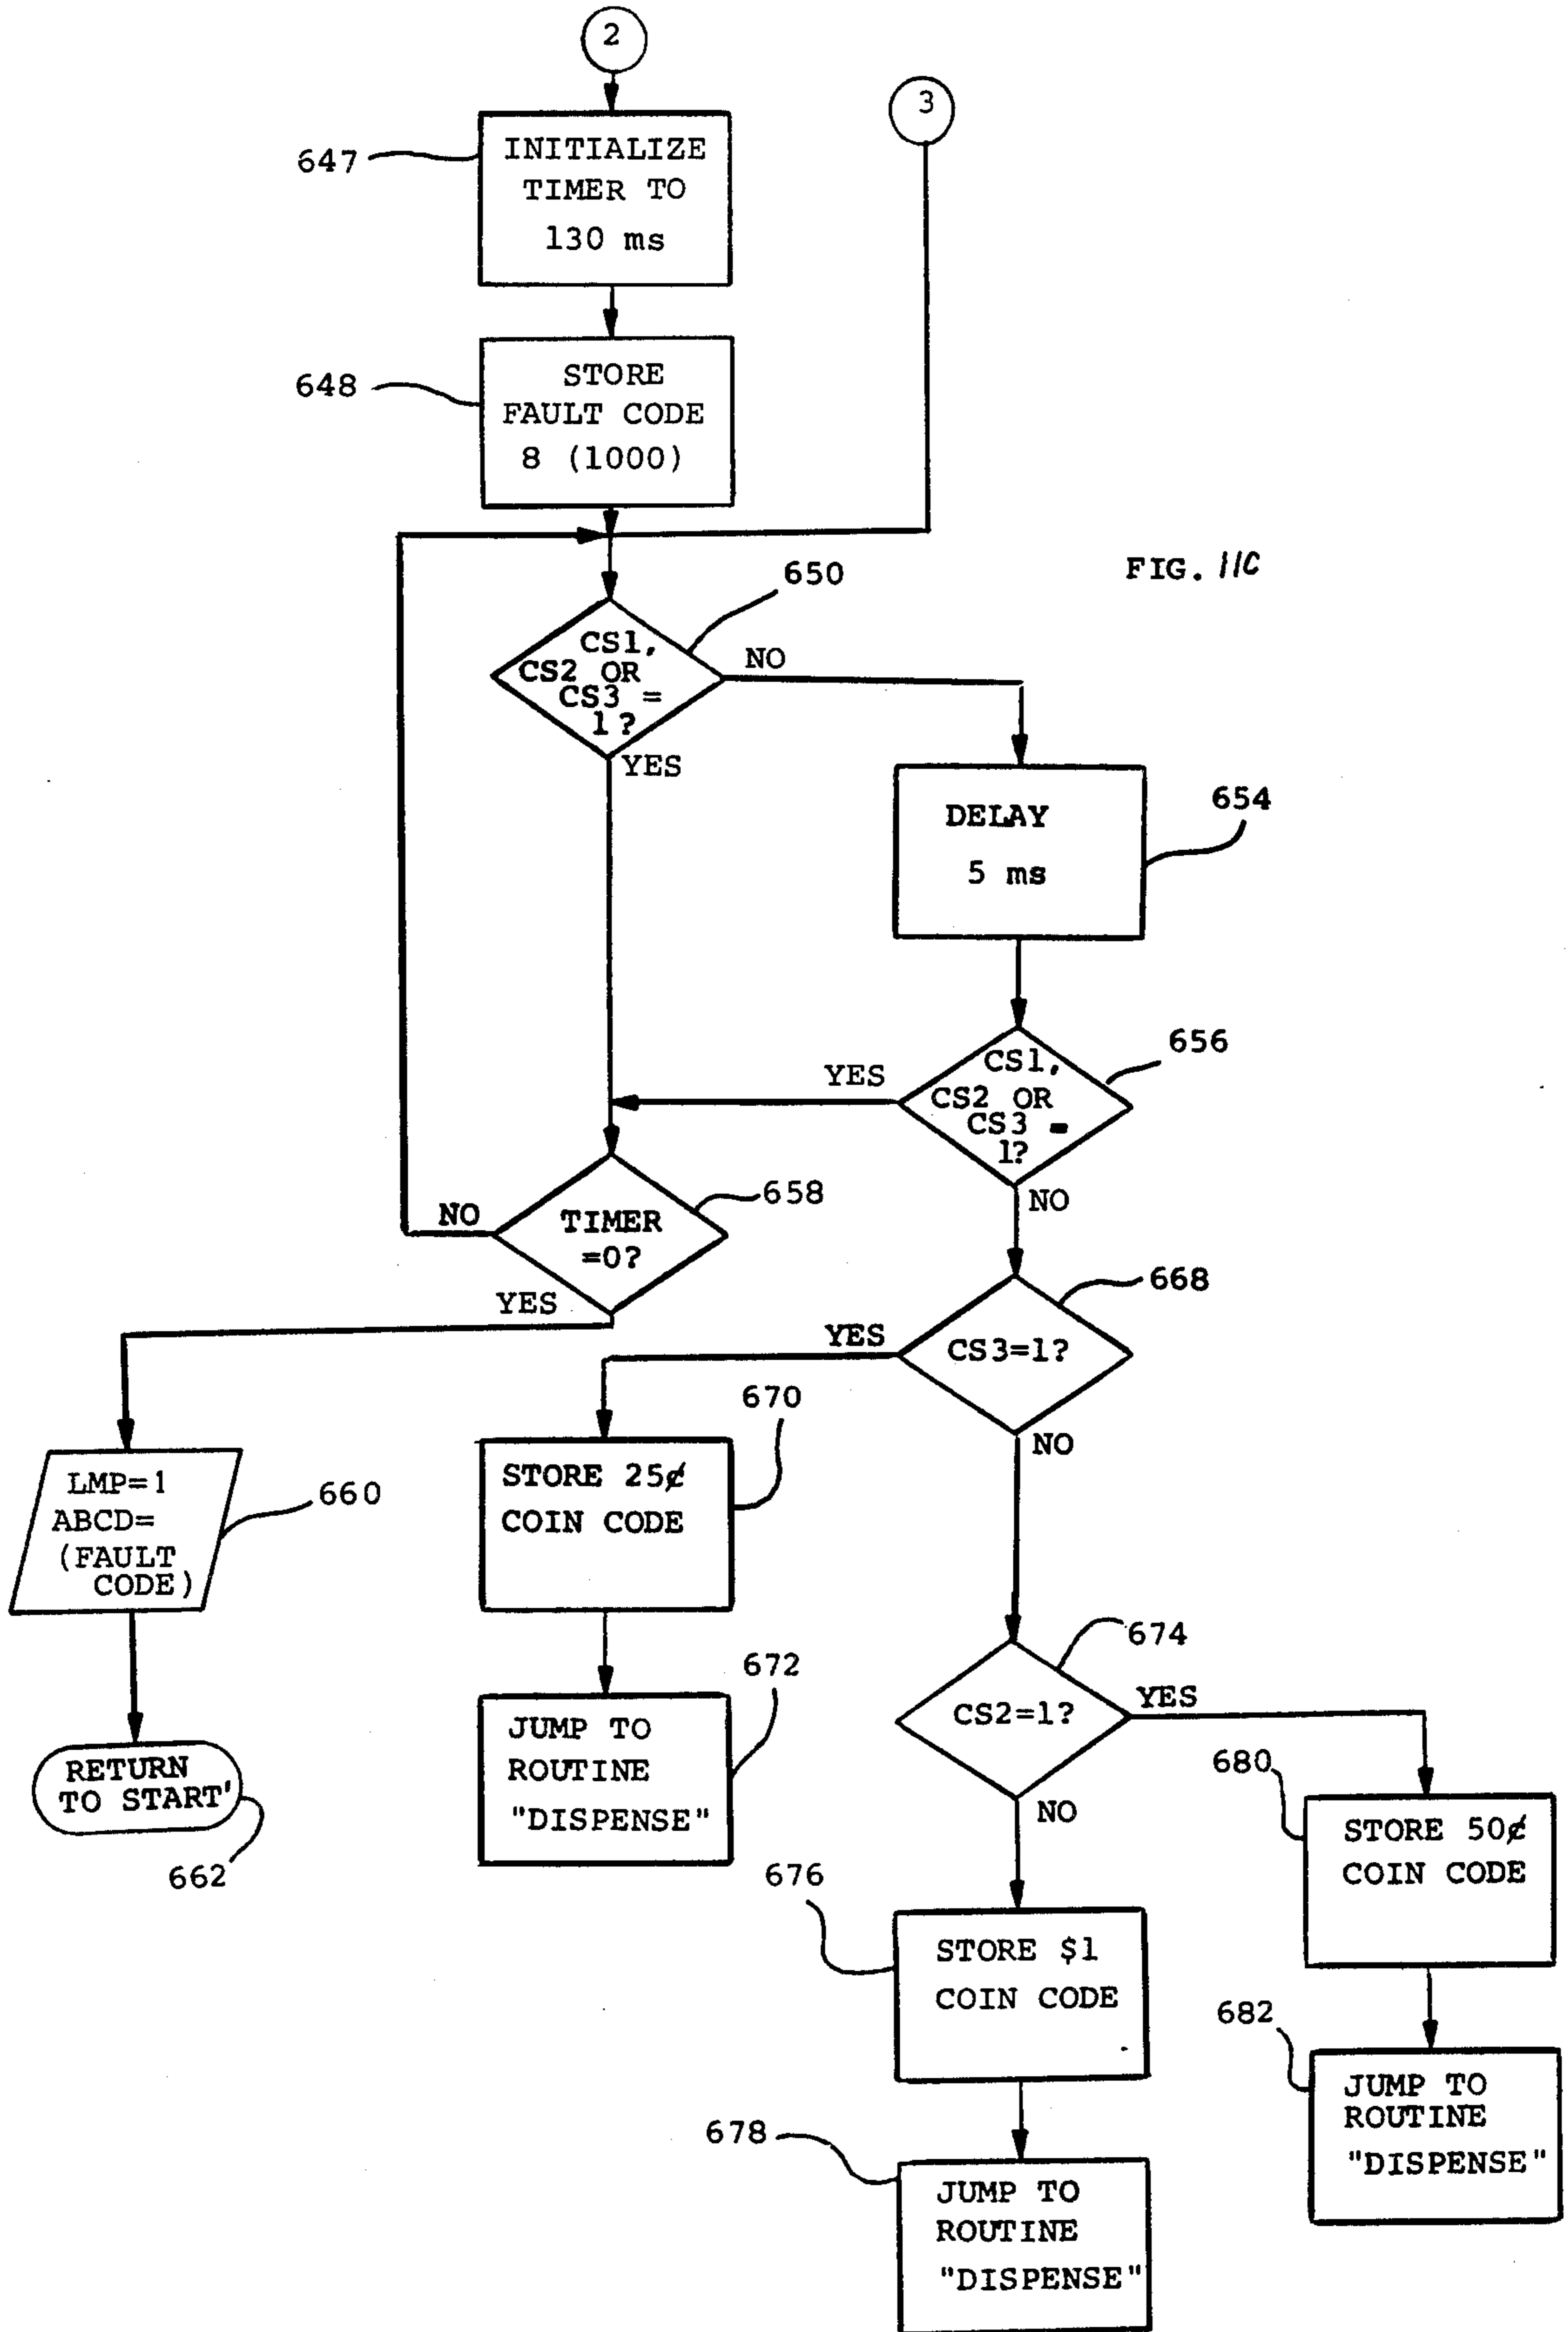 2
3
647
INITIALIZE
TIMER TO
130 ms
648
STORE
FAULT CODE
8 (1000)
FIG. 11C
650
CS1,
CS2 OR
CS3 =
1?
NO
YES
DELAY
5 ms
654
656
CS1,
CS2 OR
CS3 =
1?
YES
NO
658
TIMER
=0?
NO
YES
668
CS3=1?
YES
NO
LMP=1
ABCD=
(FAULT
CODE)
660
670
STORE 25¢
COIN CODE
674
CS2=1?
YES
NO
RETURN
TO START'
662
672
JUMP TO
ROUTINE
"DISPENSE"
680
STORE 50¢
COIN CODE
676
STORE $1
COIN CODE
682
JUMP TO
ROUTINE
"DISPENSE"
678
JUMP TO
ROUTINE
"DISPENSE"